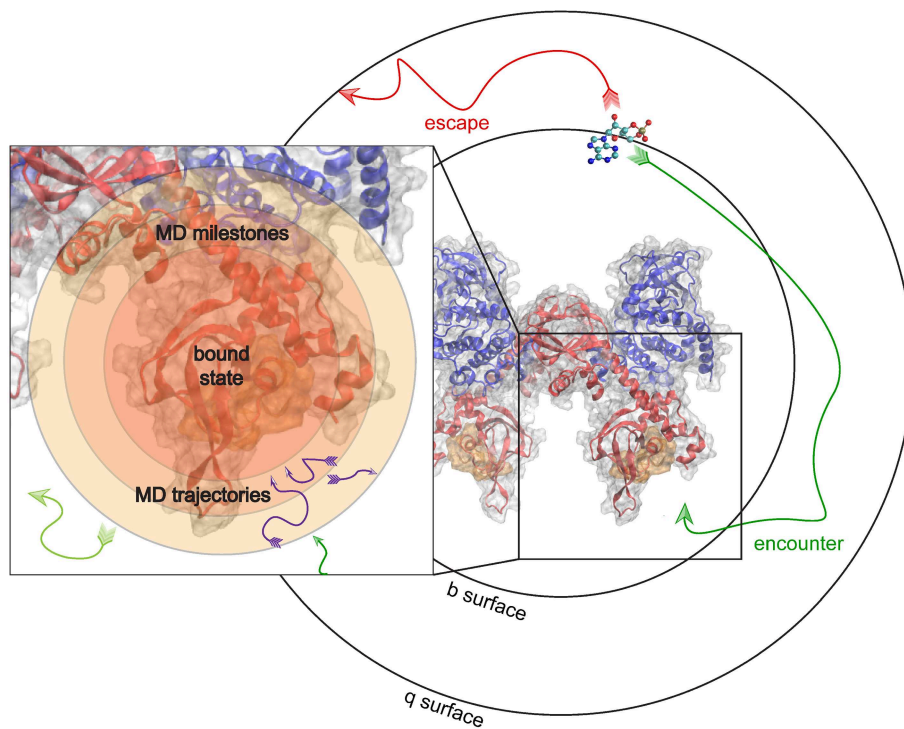 escape
MD milestones
bound
state
MD trajectories
encounter
b surface
q surface